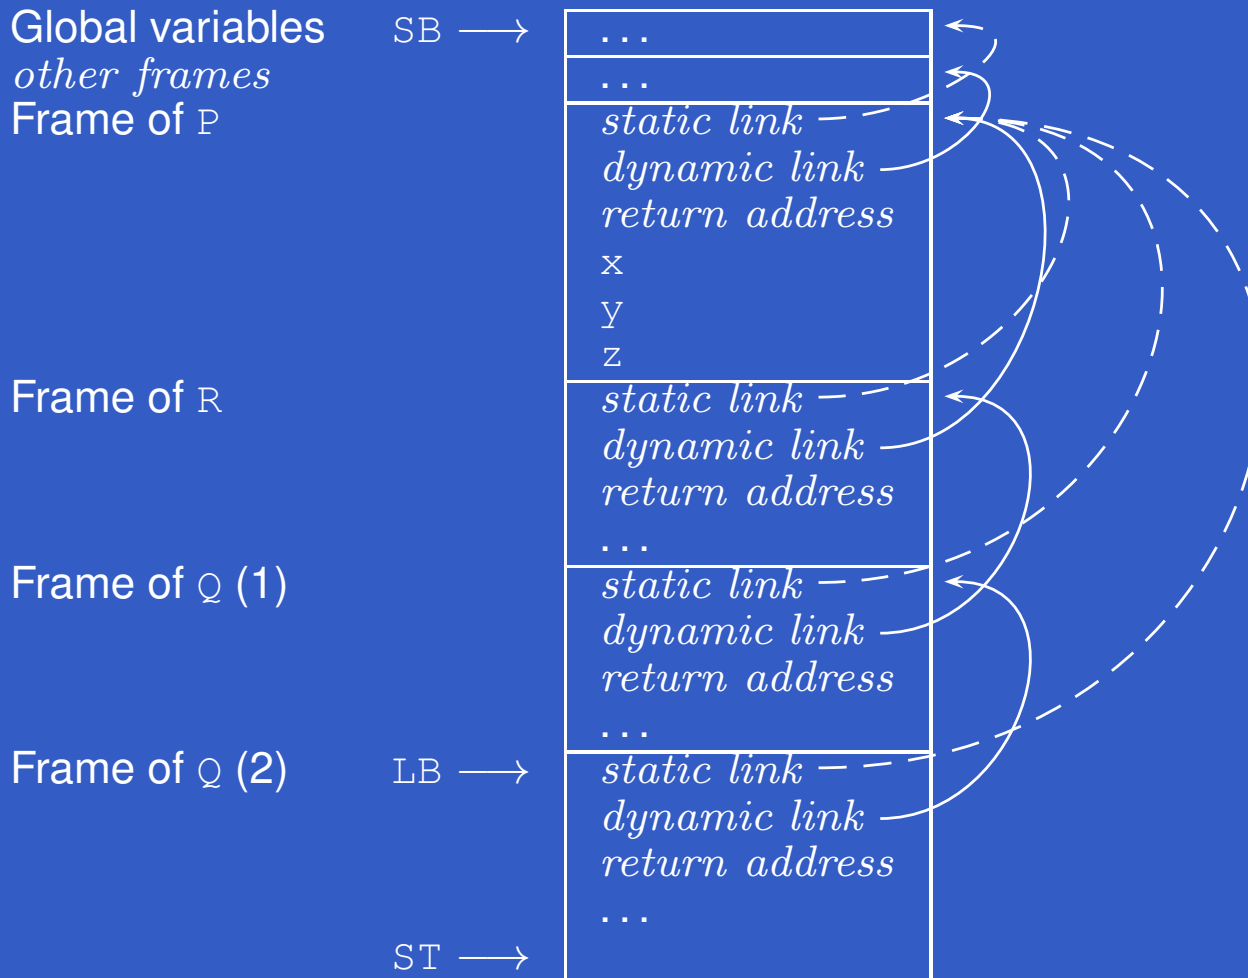 Global variables SB ...
other frames ...
Frame of P static link
dynamic link
return address
x
y
z
Frame of R static link
dynamic link
return address
...
Frame of Q (1) static link
dynamic link
return address
...
Frame of Q (2) LB static link
dynamic link
return address
...
ST